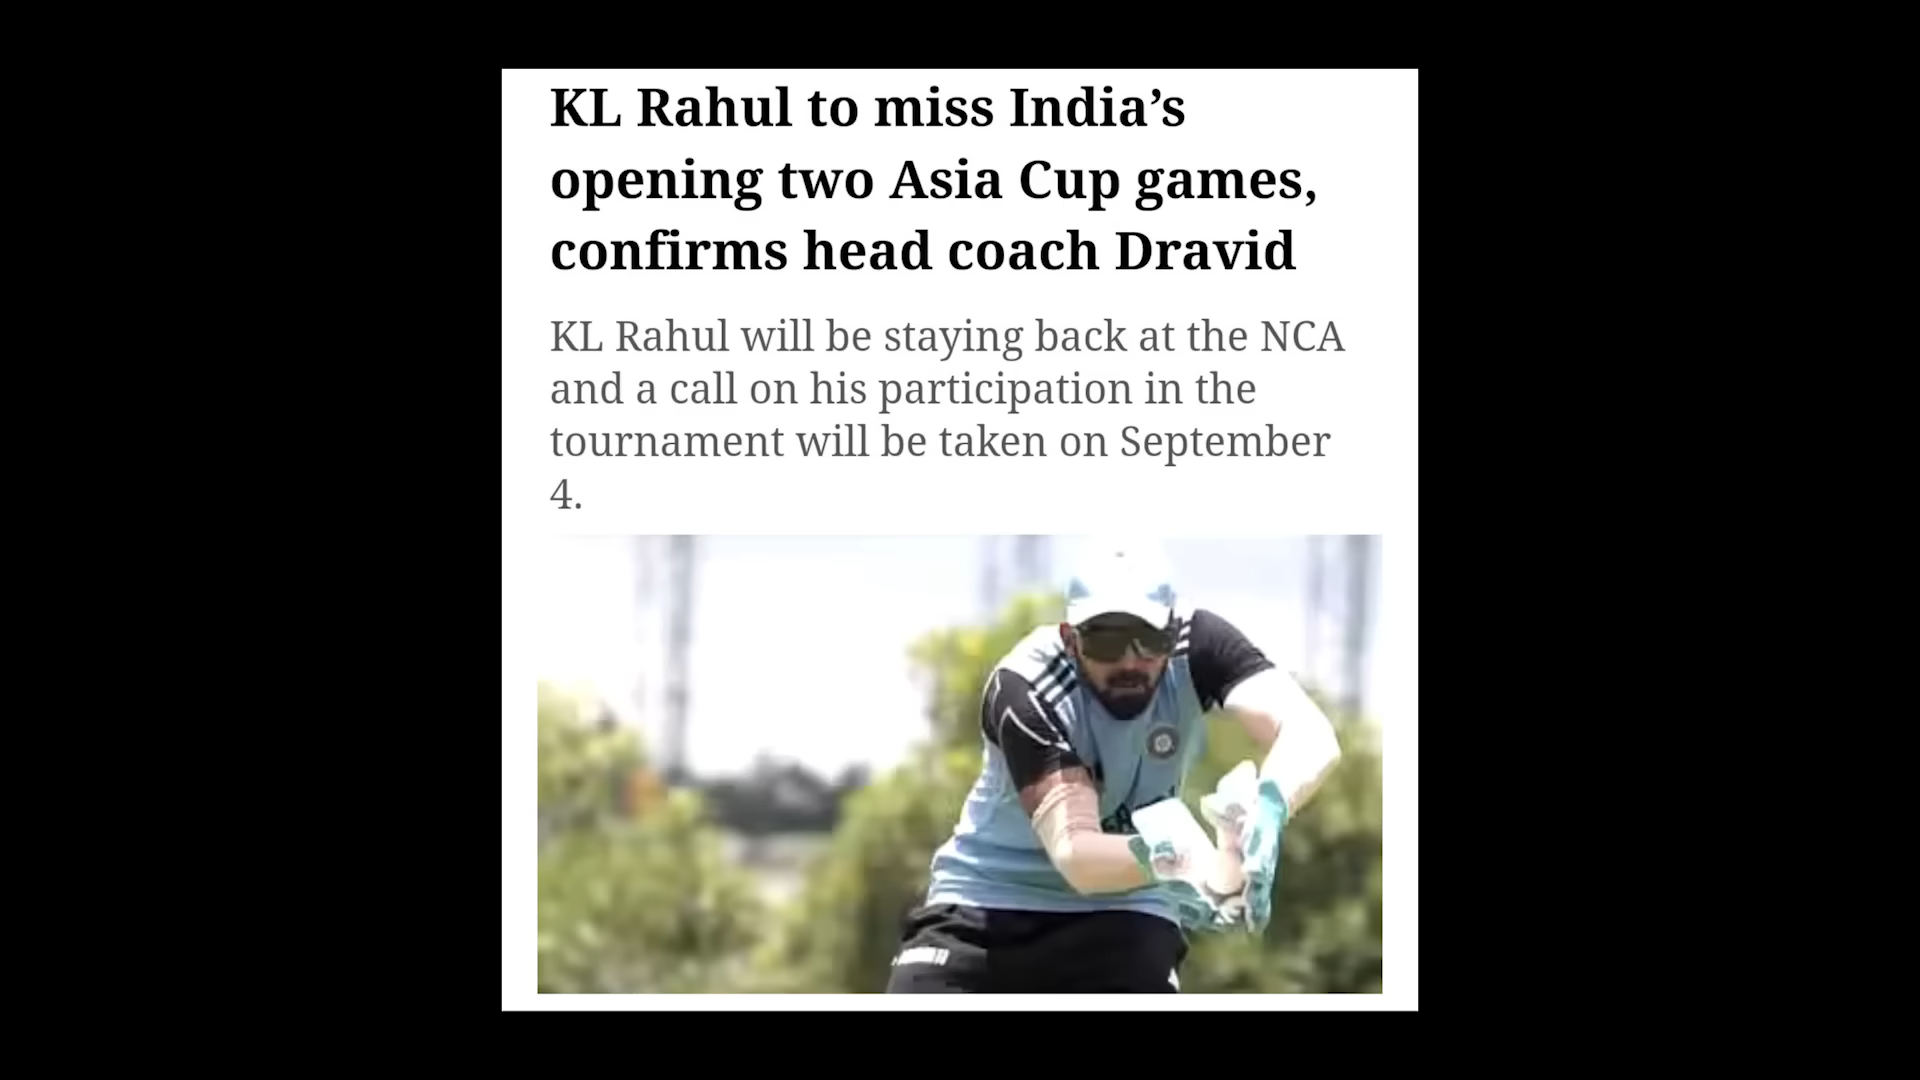 KL Rahul to miss India’s
opening two Asia Cup games,
confirms head coach Dravid
KL Rahul will be staying back at the NCA
and a call on his participation in the
tournament will be taken on September
4.